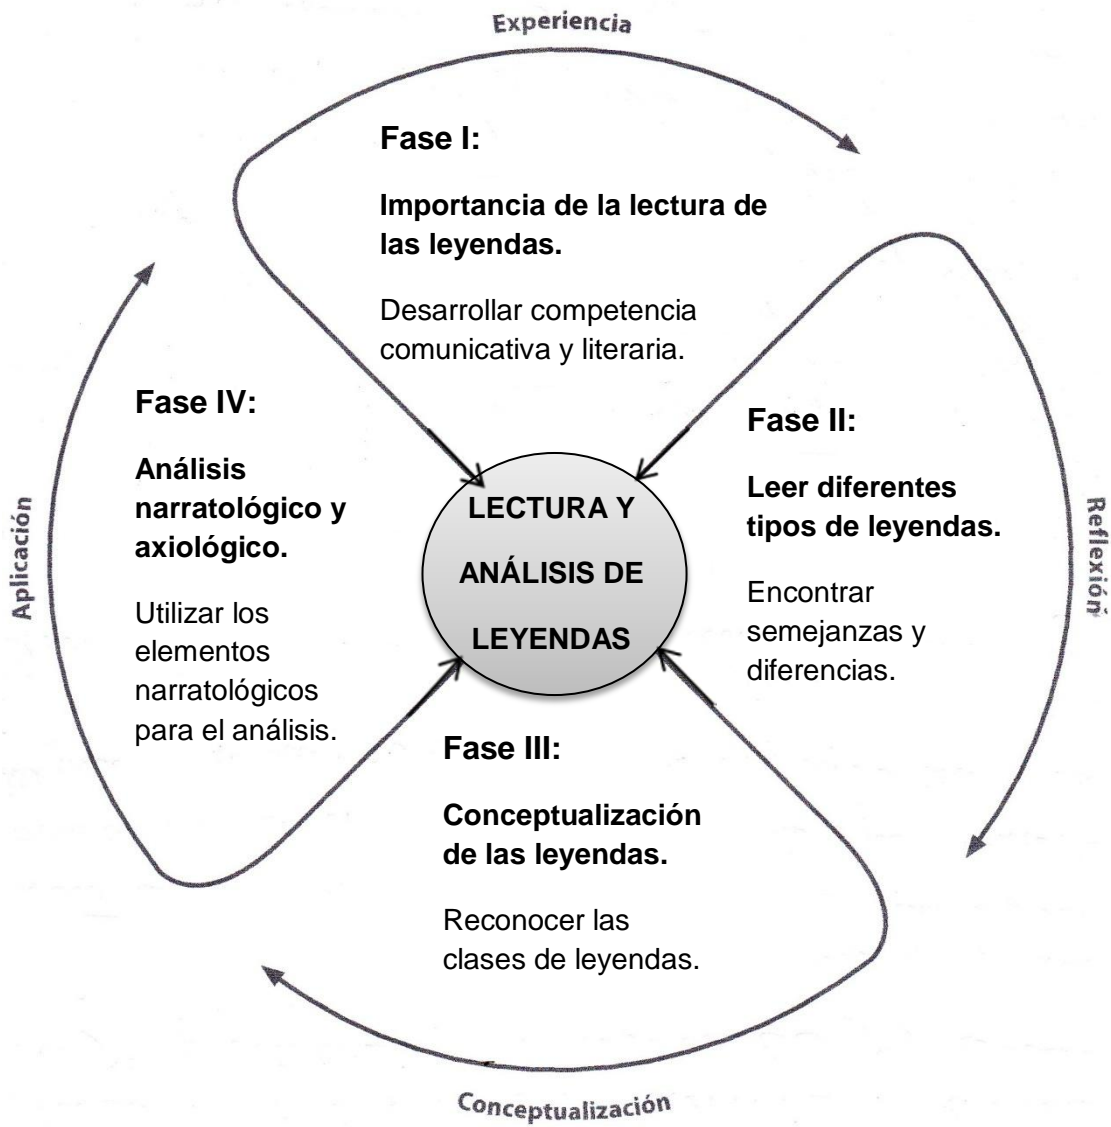 Experiencia
Fase I:
Importancia de la lectura de
las leyendas.
Desarrollar competencia
comunicativa y literaria.
Fase II:
Leer diferentes
tipos de leyendas.
Encontrar
semejanzas y
diferencias.
Reflexión
LECTURA Y
ANÁLISIS DE
LEYENDAS
Fase III:
Conceptualización
de las leyendas.
Reconocer las
clases de leyendas.
Conceptualización
Fase IV:
Análisis
narratológico y
axiológico.
Utilizar los
elementos
narratológicos
para el análisis.
Aplicación